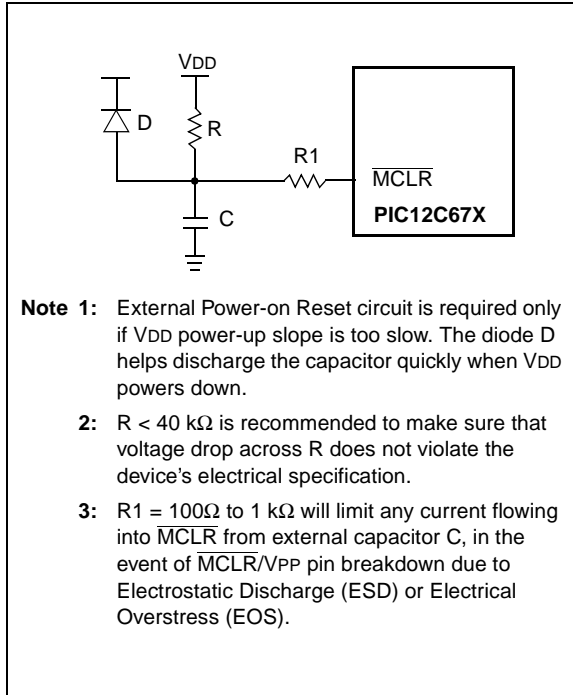 VDD
D
R
R1
MCLR
PIC12C67X
C
Note 1: External Power-on Reset circuit is required only
if VDD power-up slope is too slow. The diode D
helps discharge the capacitor quickly when VDD
powers down.
2: R < 40 kΩ is recommended to make sure that
voltage drop across R does not violate the
device's electrical specification.
3: R1 = 100Ω to 1 kΩ will limit any current flowing
into MCLR from external capacitor C, in the
event of MCLR/VPP pin breakdown due to
Electrostatic Discharge (ESD) or Electrical
Overstress (EOS).